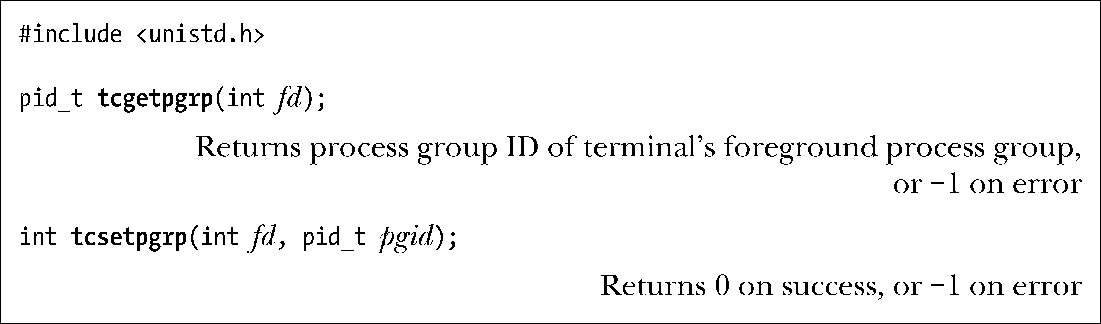 #include <unistd.h>
pid_t tcgetpgrp(int fd);
Returns process group ID of terminal’s foreground process group,
or –1 on error
int tcsetpgrp(int fd, pid_t pgid);
Returns 0 on success, or –1 on error